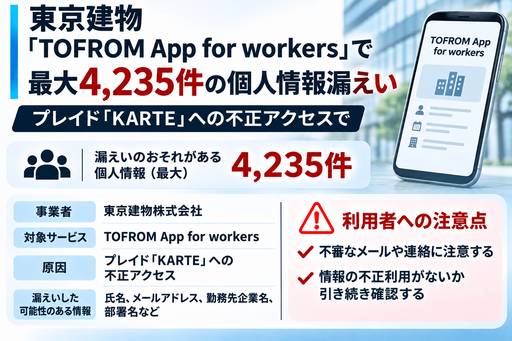 東京建物
「TOFROM App for workers」で
最大4,235件の個人情報漏えい
プレイド「KARTE」への不正アクセスで
TOFROM App
for workers
漏えいのおそれがある
個人情報（最大）
4,235件
事業者
東京建物株式会社
対象サービス
TOFROM App for workers
原因
プレイド「KARTE」への
不正アクセス
漏えいした
可能性のある情報
氏名、メールアドレス、勤務先企業名、
部署名など
利用者への注意点
不審なメールや連絡に注意する
情報の不正利用がないか
引き続き確認する